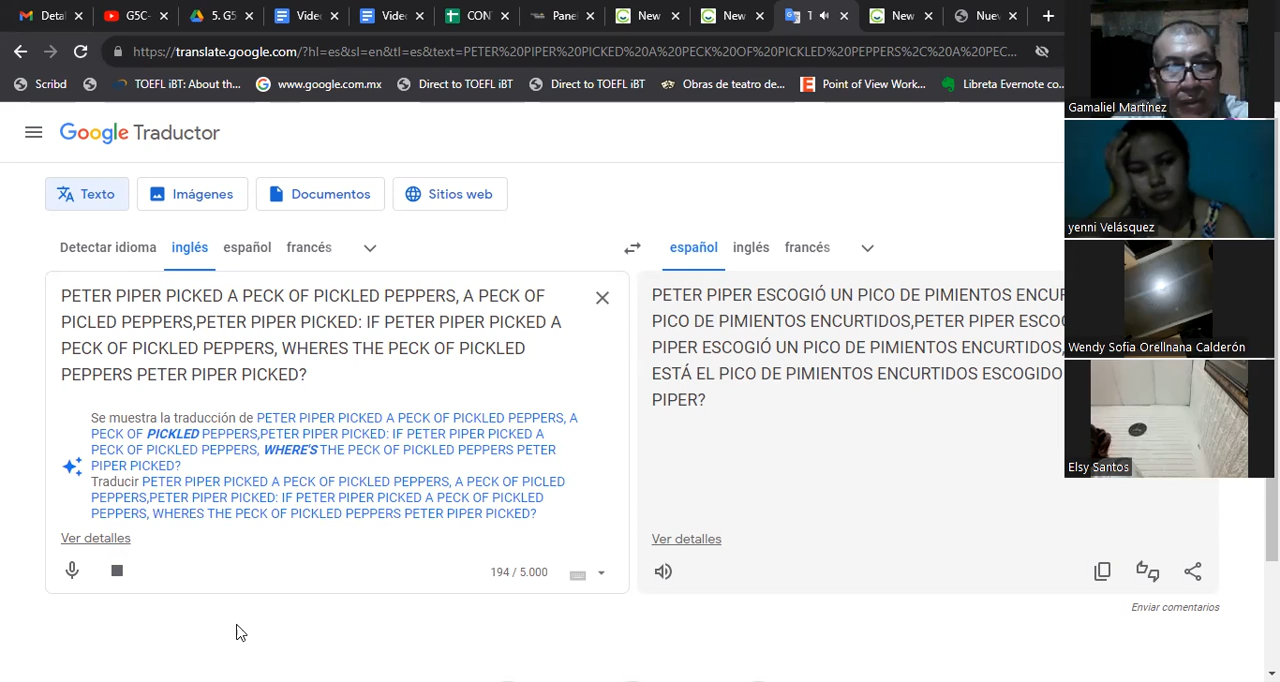 Detal
G5C-
5. G5
Vide
Vide
CON
Pane
New
New
T
New
Nue
https://translate.google.com/?hl=es&sl=en&tl=es&text=PETER%20PIPER%20PICKED%20A%20PECK%20OF%20PICKLED%20PEPPERS%2C%20A%20PEC...
Scribd
TOEFL iBT: About th...
www.google.com.mx
Direct to TOEFL iBT
Direct to TOEFL iBT
Obras de teatro de...
Point of View Work...
Libreta Evernote co...
Google Traductor
Texto
Imágenes
Documentos
Sitios web
Detectar idioma inglés español francés
español inglés francés
PETER PIPER PICKED A PECK OF PICKLED PEPPERS, A PECK OF
PICLED PEPPERS,PETER PIPER PICKED: IF PETER PIPER PICKED A
PECK OF PICKLED PEPPERS, WHERES THE PECK OF PICKLED
PEPPERS PETER PIPER PICKED?
Se muestra la traducción de PETER PIPER PICKED A PECK OF PICKLED PEPPERS, A
PECK OF PICKLED PEPPERS,PETER PIPER PICKED: IF PETER PIPER PICKED A
PECK OF PICKLED PEPPERS, WHERE'S THE PECK OF PICKLED PEPPERS PETER
PIPER PICKED?
Traducir PETER PIPER PICKED A PECK OF PICKLED PEPPERS, A PECK OF PICLED
PEPPERS,PETER PIPER PICKED: IF PETER PIPER PICKED A PECK OF PICKLED
PEPPERS, WHERES THE PECK OF PICKLED PEPPERS PETER PIPER PICKED?
Ver detalles
194 / 5.000
PETER PIPER ESCOGIÓ UN PICO DE PIMIENTOS ENCUR
PICO DE PIMIENTOS ENCURTIDOS,PETER PIPER ESCO
PIPER ESCOGIÓ UN PICO DE PIMIENTOS ENCURTIDOS,
ESTÁ EL PICO DE PIMIENTOS ENCURTIDOS ESCOGIDO
PIPER?
Ver detalles
Enviar comentarios
Gamaliel Martínez
yenni Velásquez
Wendy Sofia Orellnana Calderón
Elsy Santos